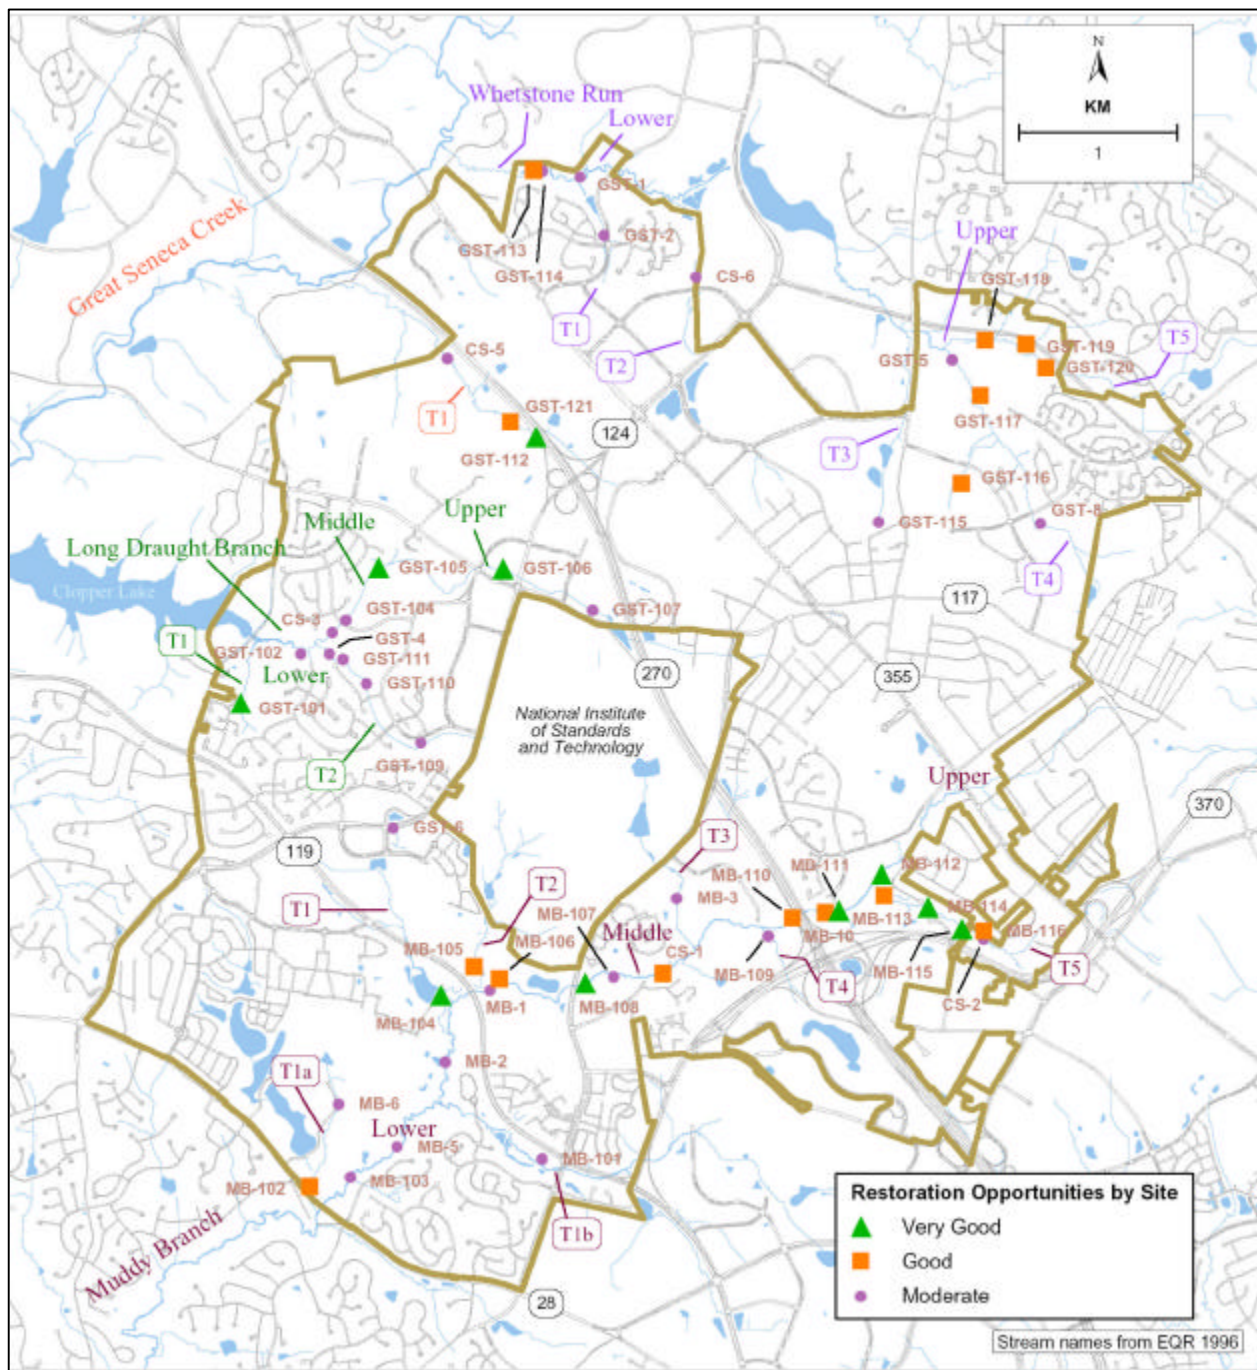 N
KM
1
Whetstone Run
Lower
GST-1
GST-113
GST-2
GST-114
CS-6
Great Seneca Creek
T1
T2
Upper
GST-118
CS-5
GST-5
GST-119
T5
GST-120
T1
GST-121
GST-117
124
GST-112
T3
GST-116
Upper
Middle
GST-115
GST-8
Long Draught Branch
GST-105
GST-106
T4
Clopper Lake
GST-104
GST-107
117
CS-3
GST-4
T1
GST-102
GST-111
Lower
270
355
GST-110
GST-101
National Institute
of Standards
and Technology
T2
GST-109
Upper
370
GST-6
119
T3
MB-110
MD-111
MB-112
T2
MB-3
T1
MB-107
MB-113
MB-114
MB-105
MB-106
Middle
CS-1
MB-10
MB-116
MB-109
MB-115
T5
T4
MB-104
MB-1
MB-108
CS-2
MB-2
T1a
MB-6
Lower
MB-5
MB-101
MB-102
MB-103
T1b
Muddy Branch
28
Restoration Opportunities by Site
Very Good
Good
Moderate
Stream names from EQR 1996